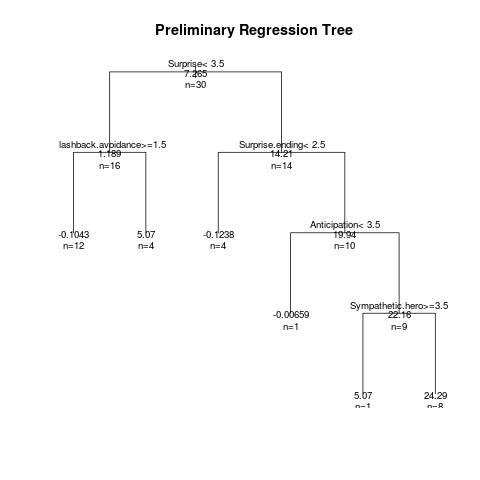 Preliminary Regression Tree
Surprise< 3.5
7.265
n=30
lashback.avoidance>=1.5
1.189
n=16
Surprise.ending< 2.5
14.21
n=14
-0.1043
n=12
5.07
n=4
-0.1238
n=4
Anticipation< 3.5
19.94
n=10
-0.00659
n=1
Sympathetic.hero>=3.5
22.16
n=9
5.07
n=1
24.29
n=8